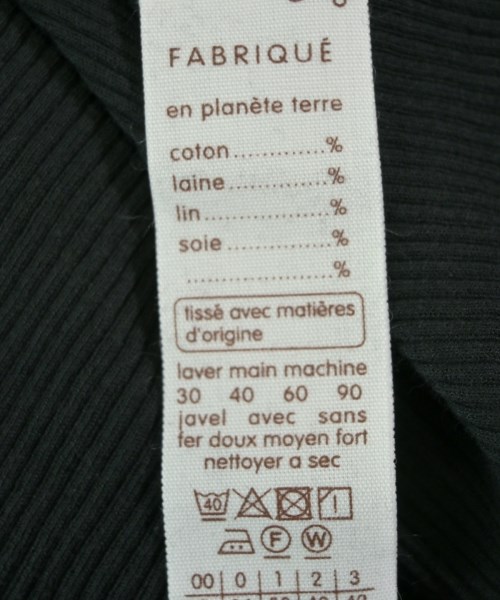 FABRIQUÉ
en planète terre
coton.............%
laine..............%
lin..................%
soie...............%
......................%
tissé avec matières
d'origine
laver main machine
30 40 60 90
javel avec sans
fer doux moyen fort
nettoyer a sec
40
F W
00 | 0 | 1 | 2 | 3